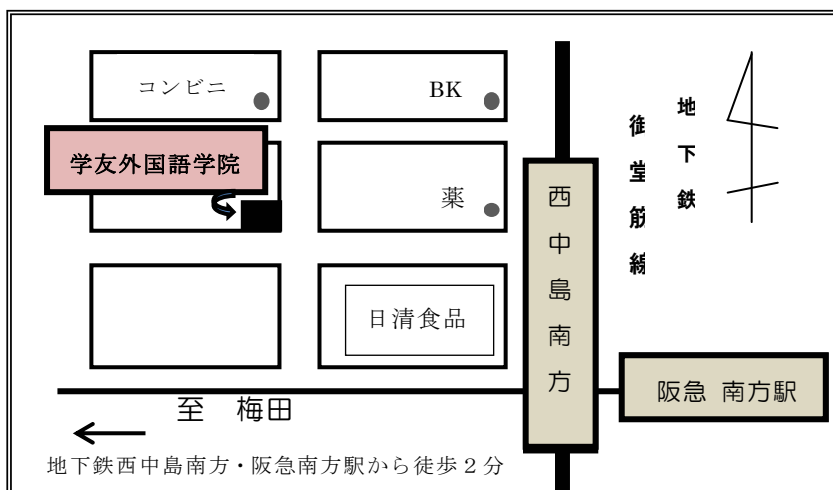 コンビニ
BK
学友外国語学院
薬
日清食品
西中島南方
地下鉄
御堂筋線
阪急 南方駅
至 梅田
地下鉄西中島南方・阪急南方駅から徒歩２分